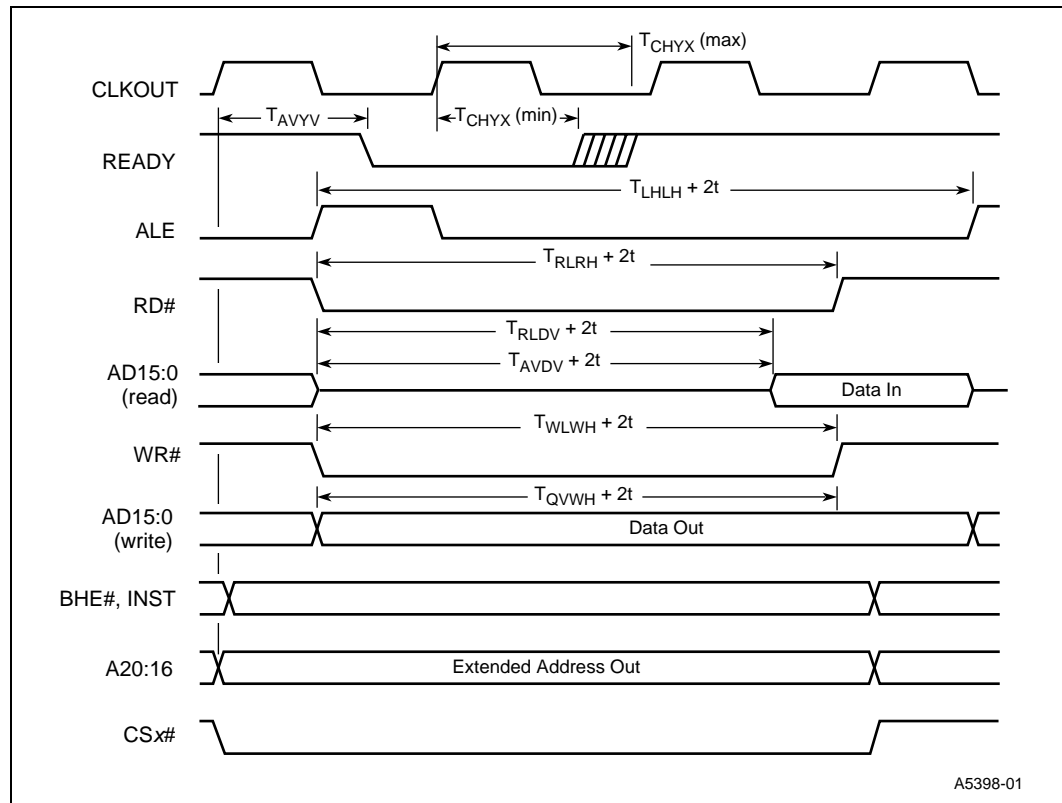 T_CHYX (max)
CLKOUT
T_AVYV
T_CHYX (min)
READY
T_LHLH + 2t
ALE
T_RLRH + 2t
RD#
T_RLDV + 2t
T_AVDV + 2t
AD15:0
(read)
Data In
T_WLWH + 2t
WR#
T_QVWH + 2t
AD15:0
(write)
Data Out
BHE#, INST
A20:16
Extended Address Out
CSx#
A5398-01